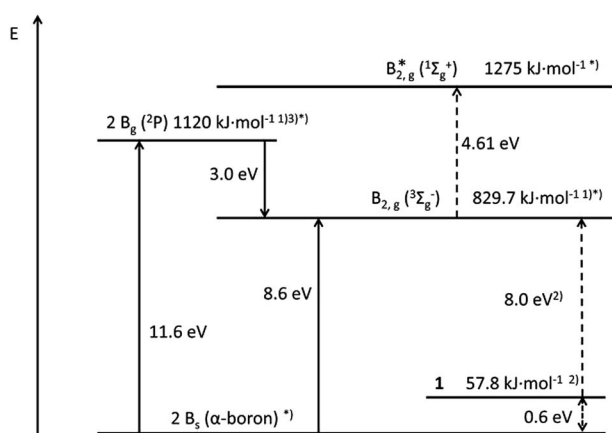 E
B₂,g* (¹Σg⁺) 1275 kJ·mol⁻¹ *)
2 Bg (²P) 1120 kJ·mol⁻¹ ¹⁾³⁾*)
4.61 eV
3.0 eV
B₂,g (³Σg⁻) 829.7 kJ·mol⁻¹ ¹⁾*)
8.6 eV
8.0 eV²⁾
11.6 eV
1 57.8 kJ·mol⁻¹ ²⁾
2 Bs (α-boron) *)
0.6 eV